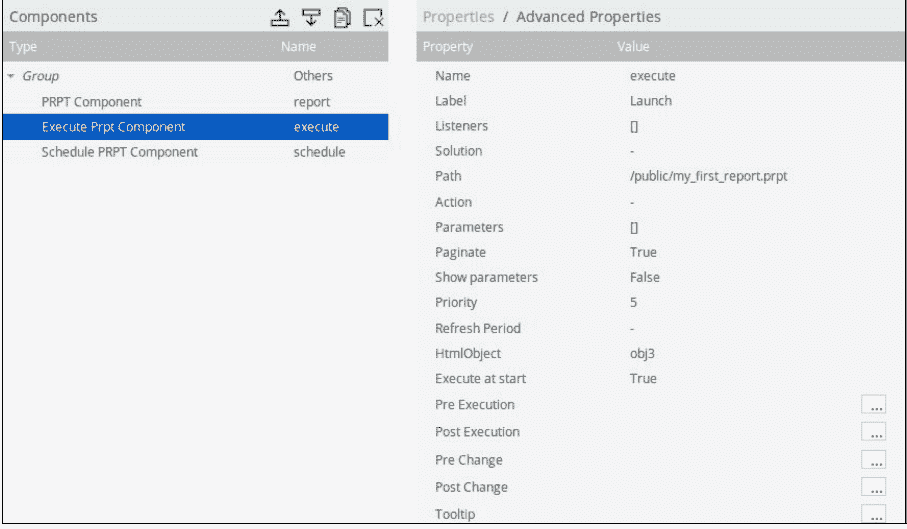 Components
Type Name
Group Others
PRPT Component report
Execute Prpt Component execute
Schedule PRPT Component schedule
Properties / Advanced Properties
Property Value
Name execute
Label Launch
Listeners []
Solution -
Path /public/my_first_report.prpt
Action -
Parameters []
Paginate True
Show parameters False
Priority 5
Refresh Period -
HtmlObject obj3
Execute at start True
Pre Execution ...
Post Execution ...
Pre Change ...
Post Change ...
Tooltip ...